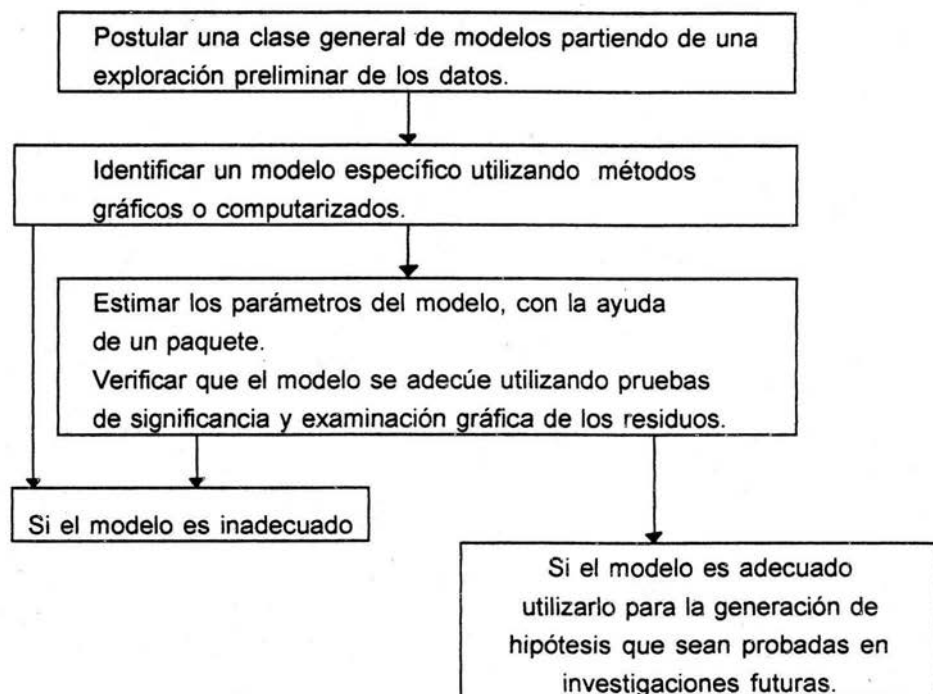 Postular una clase general de modelos partiendo de una
exploración preliminar de los datos.
Identificar un modelo específico utilizando métodos
gráficos o computarizados.
Estimar los parámetros del modelo, con la ayuda
de un paquete.
Verificar que el modelo se adecúe utilizando pruebas
de significancia y examinación gráfica de los residuos.
Si el modelo es inadecuado
Si el modelo es adecuado
utilizarlo para la generación de
hipótesis que sean probadas en
investigaciones futuras.